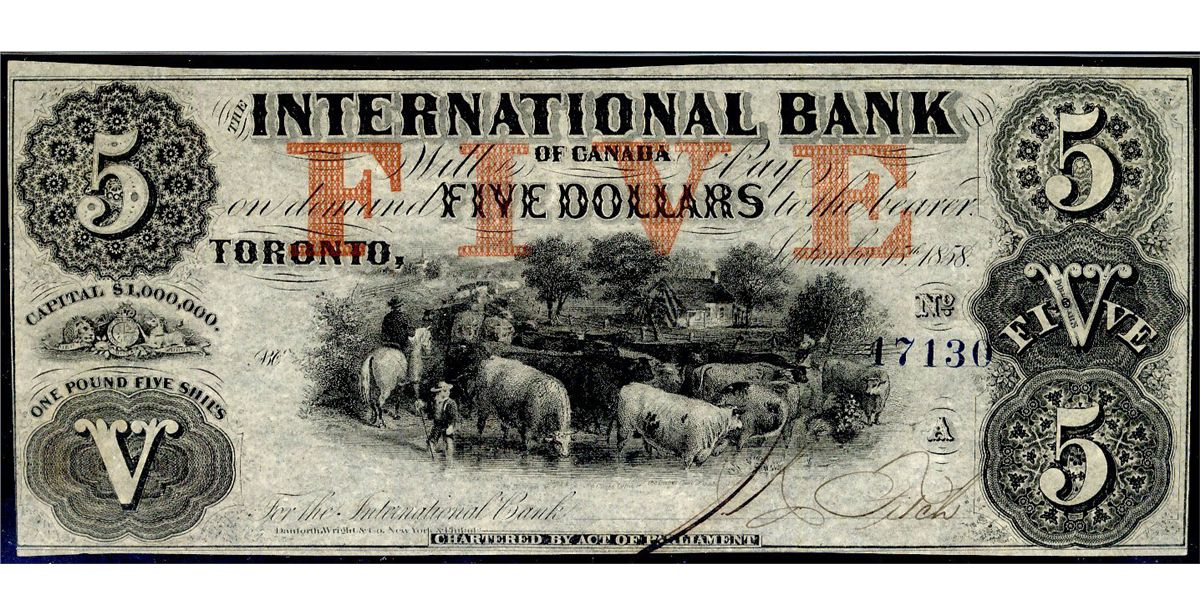 5
THE INTERNATIONAL BANK
5
OF CANADA
Will Pay
FIVE
on demand FIVE DOLLARS to the bearer.
TORONTO, September 15th, 1858.
CAPITAL $1,000,000.
No
17130
FIVE
V
ONE POUND FIVE SHIL'S
V
A
5
For the International Bank
Danforth, Wright & Co. New York & Philad
CHARTERED BY ACT OF PARLIAMENT